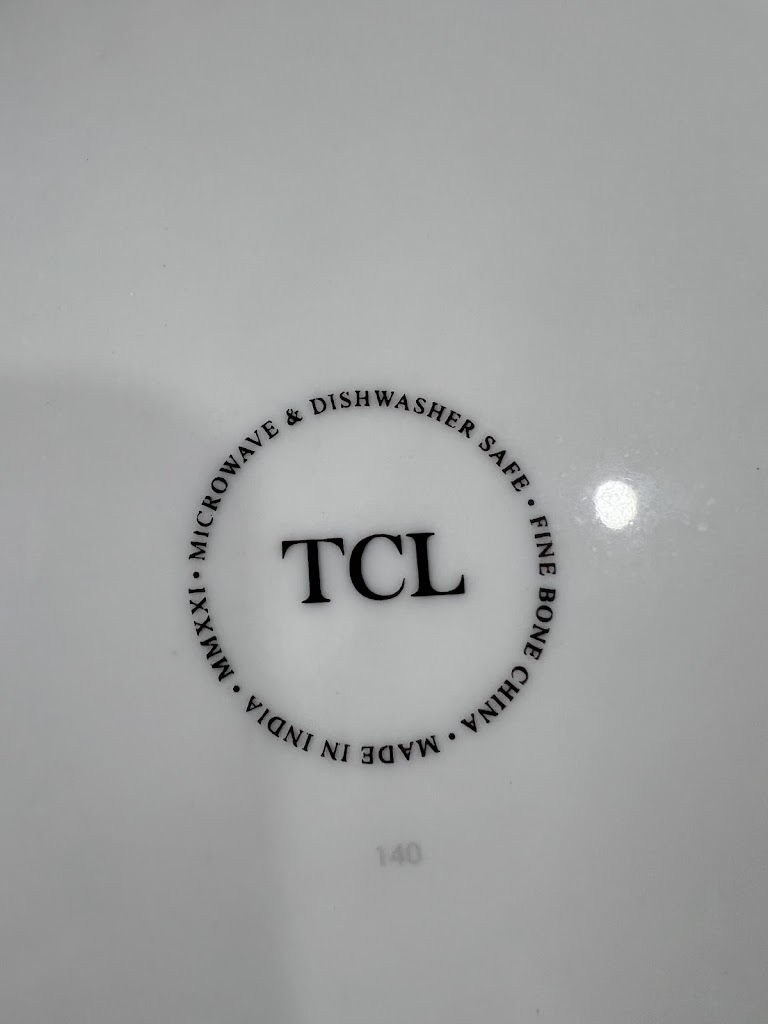 MICROWAVE & DISHWASHER SAFE • FINE BONE CHINA • MADE IN INDIA • MMXXI •
TCL
140